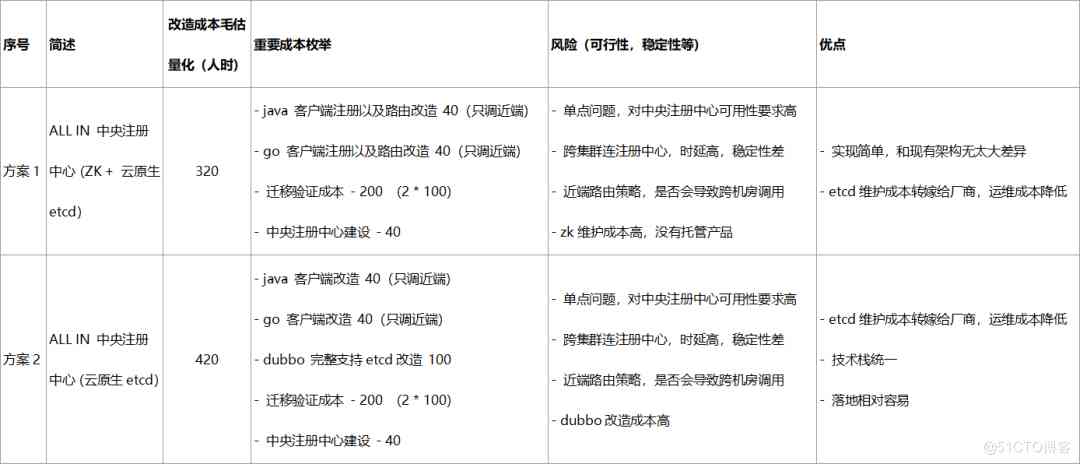 序号
简述
改造成本毛估
量化（人时）
重要成本枚举
风险（可行性，稳定性等）
优点
方案 1
ALL IN 中央注册
中心 (ZK + 云原生
etcd）
320
- java 客户端注册以及路由改造 40（只调近端）
- go 客户端注册以及路由改造 40（只调近端）
- 迁移验证成本 - 200 （2 * 100）
- 中央注册中心建设 - 40
- 单点问题，对中央注册中心可用性要求高
- 跨集群连注册中心，时延高，稳定性差
- 近端路由策略，是否会导致跨机房调用
- zk 维护成本高，没有托管产品
- 实现简单，和现有架构无太大差异
- etcd 维护成本转嫁给厂商，运维成本降低
方案 2
ALL IN 中央注册
中心 (云原生 etcd）
420
- java 客户端改造 40（只调近端）
- go 客户端改造 40（只调近端）
- dubbo 完整支持 etcd 改造 100
- 迁移验证成本 - 200 （2 * 100）
- 中央注册中心建设 - 40
- 单点问题，对中央注册中心可用性要求高
- 跨集群连注册中心，时延高，稳定性差
- 近端路由策略，是否会导致跨机房调用
- dubbo 改造成本高
- etcd 维护成本转嫁给厂商，运维成本降低
- 技术栈统一
- 落地相对容易
@51CTO博客